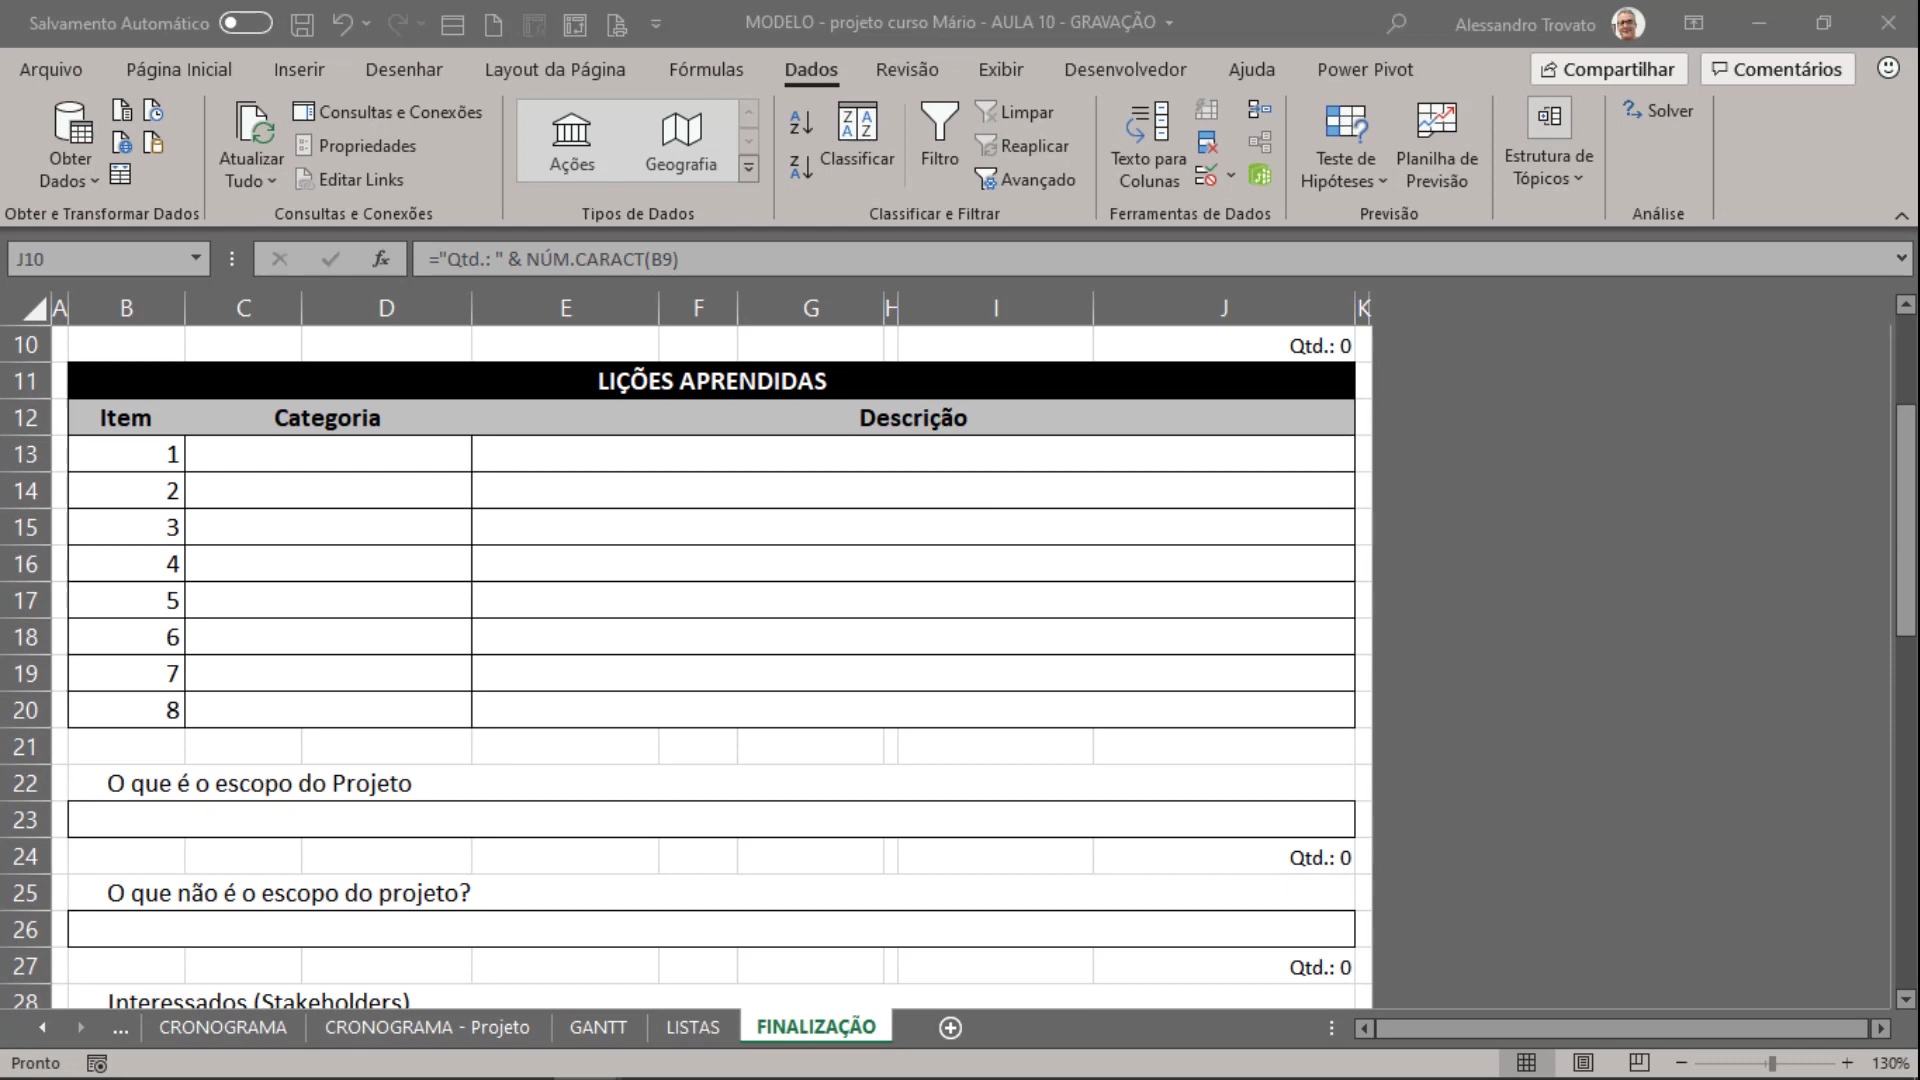 Salvamento Automático
MODELO - projeto curso Mário - AULA 10 - GRAVAÇÃO
Alessandro Trovato
Arquivo Página Inicial Inserir Desenhar Layout da Página Fórmulas Dados Revisão Exibir Desenvolvedor Ajuda Power Pivot Compartilhar Comentários
Obter Dados
Atualizar Tudo
Consultas e Conexões
Propriedades
Editar Links
Ações
Geografia
Classificar
Filtro
Limpar
Reaplicar
Avançado
Texto para Colunas
Teste de Hipóteses
Planilha de Previsão
Estrutura de Tópicos
Solver
Obter e Transformar Dados Consultas e Conexões Tipos de Dados Classificar e Filtrar Ferramentas de Dados Previsão Análise
J10 fx ="Qtd.: " & NÚM.CARACT(B9)
A B C D E F G H I J K
10 Qtd.: 0
11 LIÇÕES APRENDIDAS
12 Item Categoria Descrição
13 1
14 2
15 3
16 4
17 5
18 6
19 7
20 8
21
22 O que é o escopo do Projeto
23
24 Qtd.: 0
25 O que não é o escopo do projeto?
26
27 Qtd.: 0
28 Interessados (Stakeholders)
... CRONOGRAMA CRONOGRAMA - Projeto GANTT LISTAS FINALIZAÇÃO
Pronto 130%